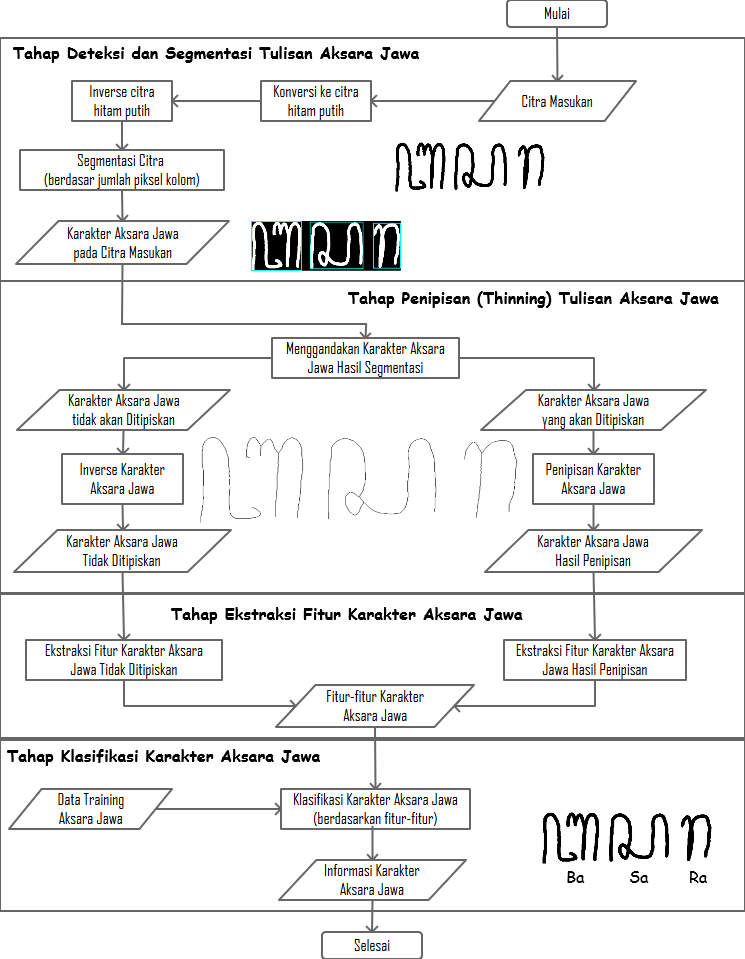 Mulai
Tahap Deteksi dan Segmentasi Tulisan Aksara Jawa
Citra Masukan
Konversi ke citra
hitam putih
Inverse citra
hitam putih
Segmentasi Citra
(berdasar jumlah piksel kolom)
ꦧꦱꦫ
Karakter Aksara Jawa
pada Citra Masukan
ꦧꦱꦫ
Tahap Penipisan (Thinning) Tulisan Aksara Jawa
Menggandakan Karakter Aksara
Jawa Hasil Segmentasi
Karakter Aksara Jawa
tidak akan Ditipiskan
Karakter Aksara Jawa
yang akan Ditipiskan
Inverse Karakter
Aksara Jawa
ꦧꦱꦫ
Penipisan Karakter
Aksara Jawa
Karakter Aksara Jawa
Tidak Ditipiskan
Karakter Aksara Jawa
Hasil Penipisan
Tahap Ekstraksi Fitur Karakter Aksara Jawa
Ekstraksi Fitur Karakter Aksara
Jawa Tidak Ditipiskan
Ekstraksi Fitur Karakter Aksara
Jawa Hasil Penipisan
Fitur-fitur Karakter
Aksara Jawa
Tahap Klasifikasi Karakter Aksara Jawa
Data Training
Aksara Jawa
Klasifikasi Karakter Aksara Jawa
(berdasarkan fitur-fitur)
ꦧꦱꦫ
Ba Sa Ra
Informasi Karakter
Aksara Jawa
Selesai